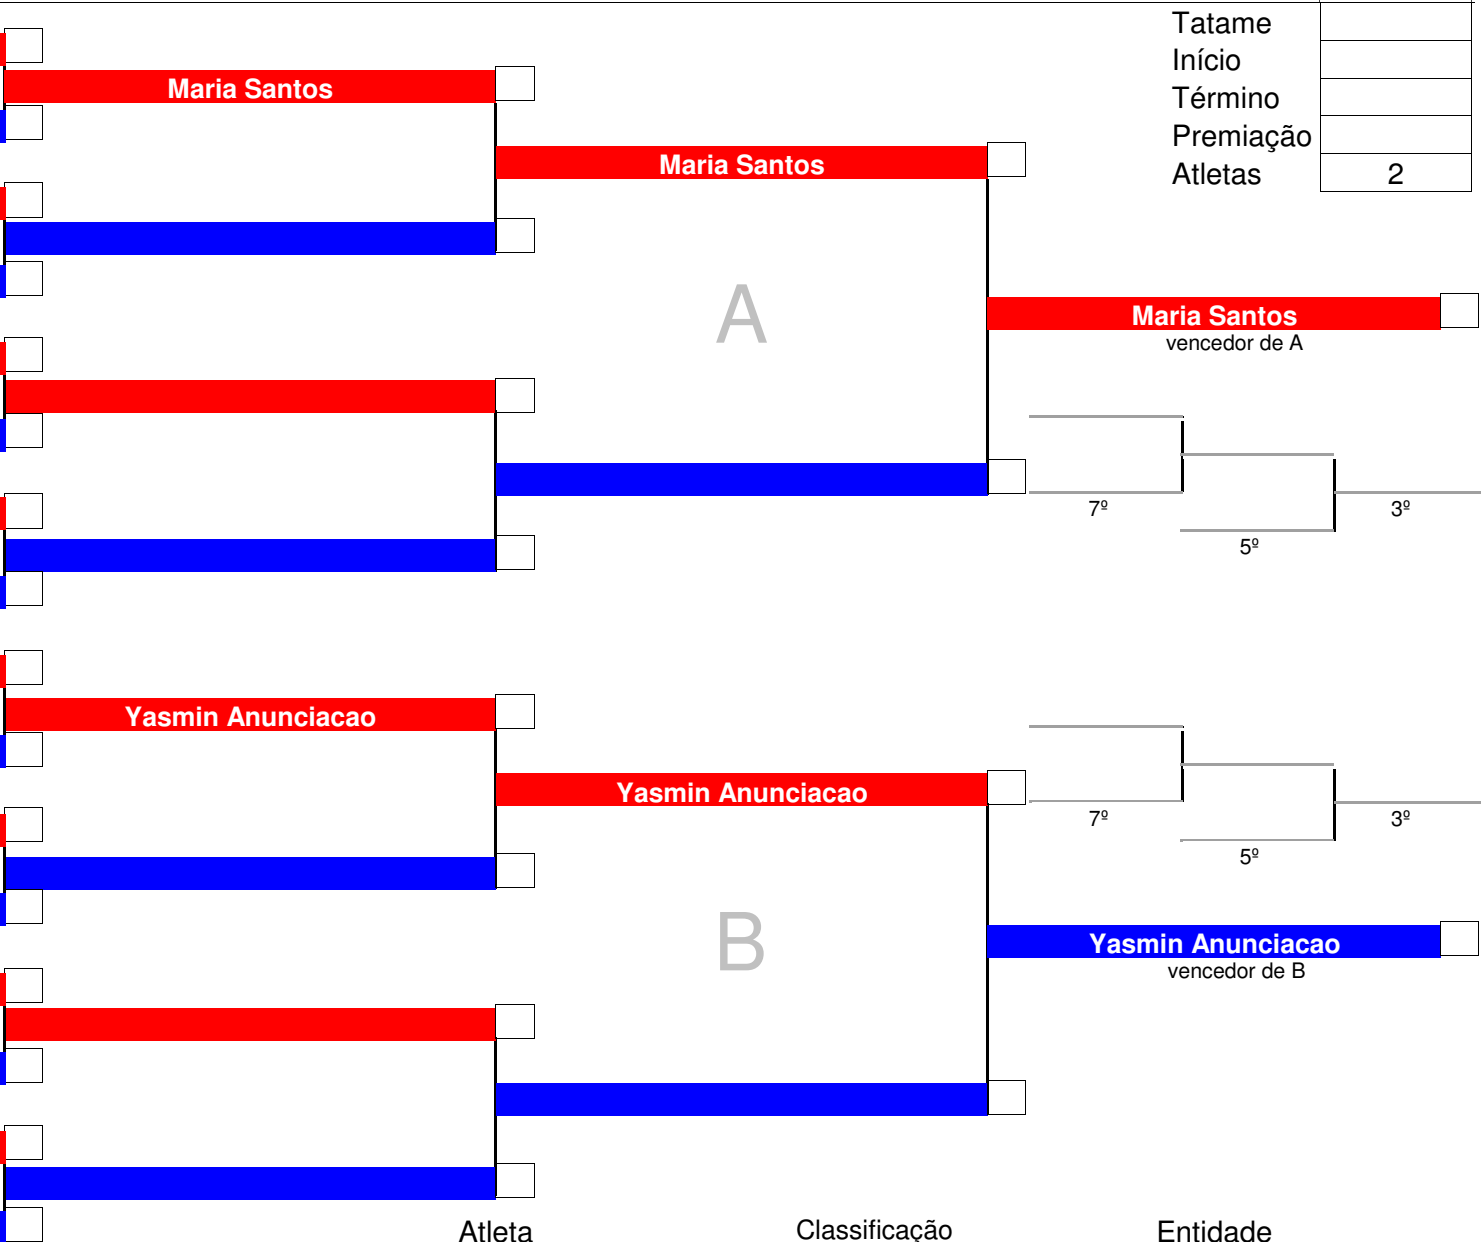 Tatame
Início
Término
Premiação
Atletas 2
Maria Santos
Maria Santos
A
Maria Santos
vencedor de A
7º
3º
5º
Yasmin Anunciacao
Yasmin Anunciacao
7º
3º
5º
B
Yasmin Anunciacao
vencedor de B
Atleta Classificação Entidade